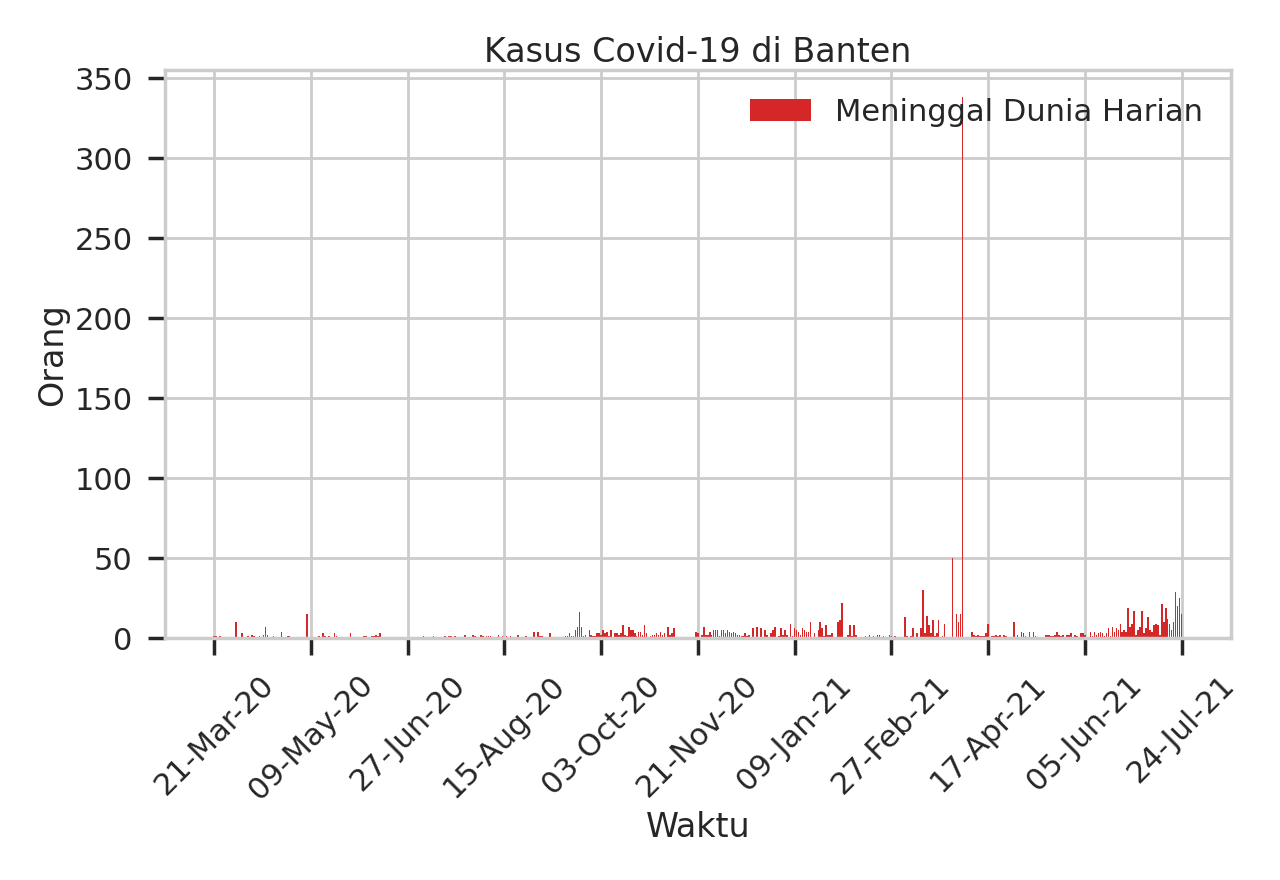 Kasus Covid-19 di Banten
Meninggal Dunia Harian
Orang
350
300
250
200
150
100
50
0
21-Mar-20
09-May-20
27-Jun-20
15-Aug-20
03-Oct-20
21-Nov-20
09-Jan-21
27-Feb-21
17-Apr-21
05-Jun-21
24-Jul-21
Waktu